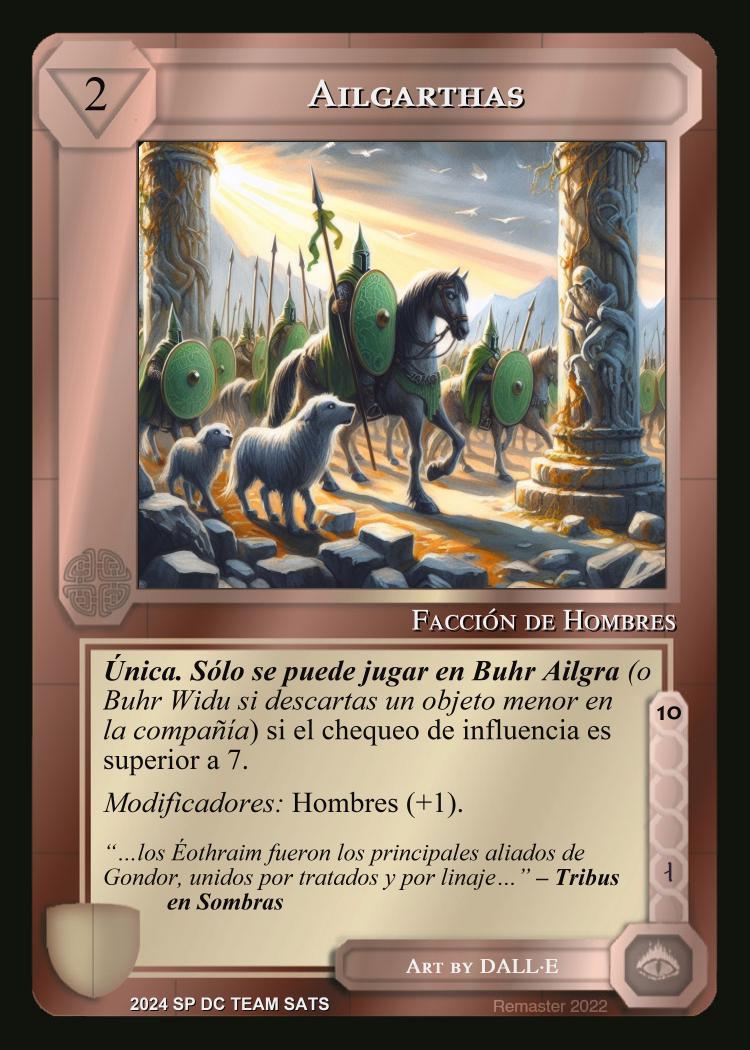 2
Ailgarthas
Facción de Hombres
Única. Sólo se puede jugar en Buhr Ailgra (o
Buhr Widu si descartas un objeto menor en
la compañía) si el chequeo de influencia es
superior a 7.
10
Modificadores: Hombres (+1).
“...los Éothraim fueron los principales aliados de
Gordor, unidos por tratados y por linaje...” – Tribus
en Sombras
Art by DALL·E
2024 SP DC TEAM SATS
Remaster 2022